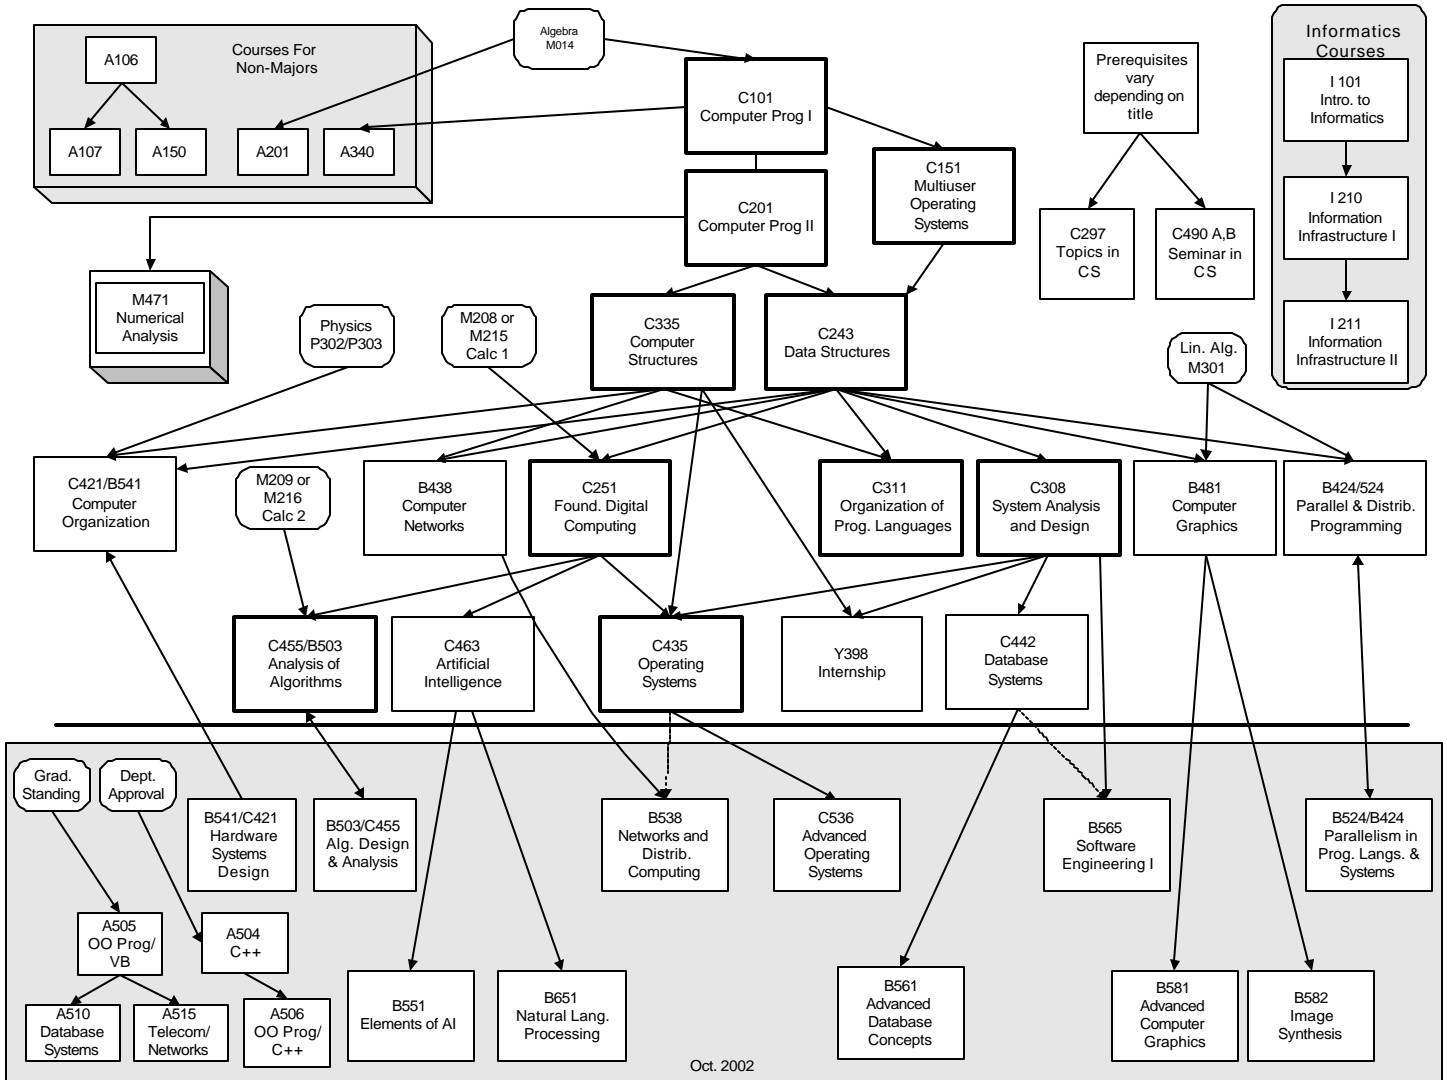 Algebra
M014
Courses For
Non-Majors
A106
A107
A150
A201
A340
C101
Computer Prog I
C201
Computer Prog II
C151
Multiuser
Operating
Systems
Prerequisites
vary
depending on
title
C297
Topics in
CS
C490 A,B
Seminar in
CS
Informatics
Courses
I 101
Intro. to
Informatics
I 210
Information
Infrastructure I
I 211
Information
Infrastructure II
M471
Numerical
Analysis
Physics
P302/P303
M208 or
M215
Calc 1
C335
Computer
Structures
C243
Data Structures
Lin. Alg.
M301
C421/B541
Computer
Organization
M209 or
M216
Calc 2
B438
Computer
Networks
C251
Found. Digital
Computing
C311
Organization of
Prog. Languages
C308
System Analysis
and Design
B481
Computer
Graphics
B424/524
Parallel & Distrib.
Programming
C455/B503
Analysis of
Algorithms
C463
Artificial
Intelligence
C435
Operating
Systems
Y398
Internship
C442
Database
Systems
Grad.
Standing
Dept.
Approval
B541/C421
Hardware
Systems
Design
B503/C455
Alg. Design
& Analysis
B538
Networks and
Distrib.
Computing
C536
Advanced
Operating
Systems
B565
Software
Engineering I
B524/B424
Parallelism in
Prog. Langs. &
Systems
A505
OO Prog/
VB
A504
C++
A510
Database
Systems
A515
Telecom/
Networks
A506
OO Prog/
C++
B551
Elements of AI
B651
Natural Lang.
Processing
B561
Advanced
Database
Concepts
B581
Advanced
Computer
Graphics
B582
Image
Synthesis
Oct. 2002